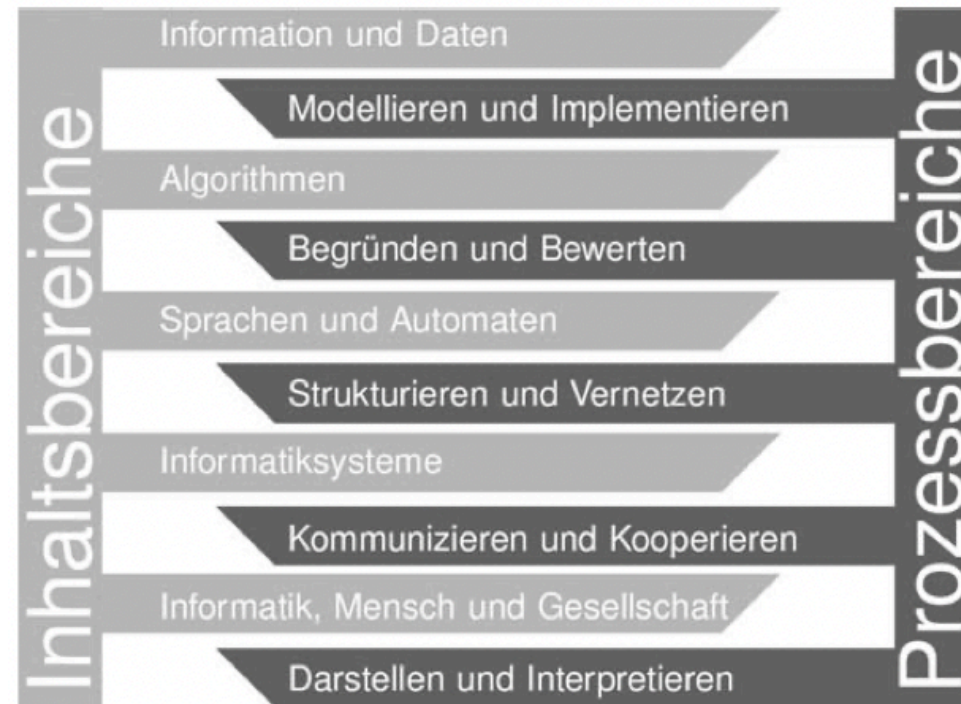 Inhaltsbereiche
Information und Daten
Modellieren und Implementieren
Algorithmen
Begründen und Bewerten
Sprachen und Automaten
Strukturieren und Vernetzen
Informatiksysteme
Kommunizieren und Kooperieren
Informatik, Mensch und Gesellschaft
Darstellen und Interpretieren
Prozessbereiche